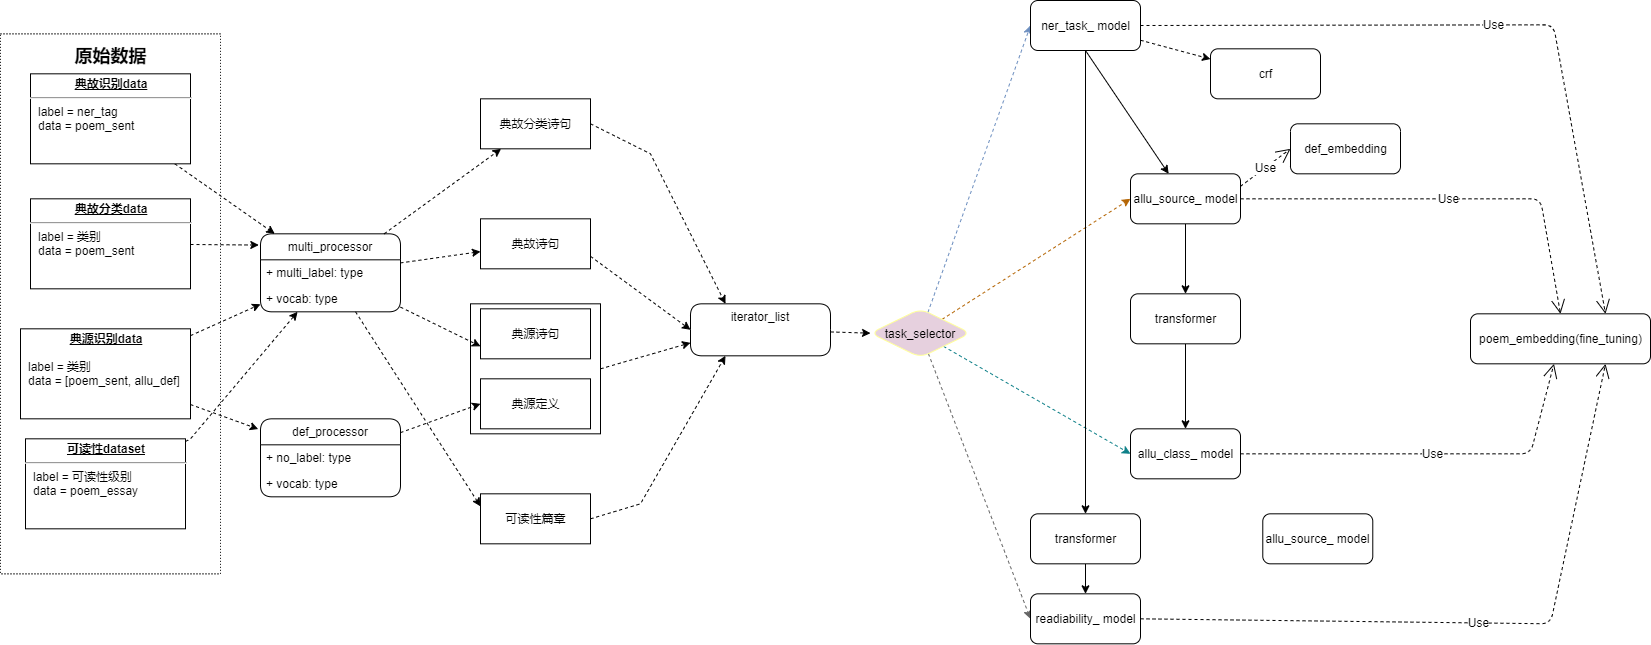 原始数据
典故识别data
label = ner_tag
data = poem_sent
典故分类data
label = 类别
data = poem_sent
典源识别data
label = 类别
data = [poem_sent, allu_def]
可读性dataset
label = 可读性级别
data = poem_essay
multi_processor
+ multi_label: type
+ vocab: type
def_processor
+ no_label: type
+ vocab: type
典故分类诗句
典故诗句
典源诗句
典源定义
可读性篇章
iterator_list
task_selector
ner_task_ model
Use
crf
def_embedding
Use
allu_source_ model
Use
transformer
poem_embedding(fine_tuning)
allu_class_ model
Use
transformer
allu_source_ model
readiability_ model
Use